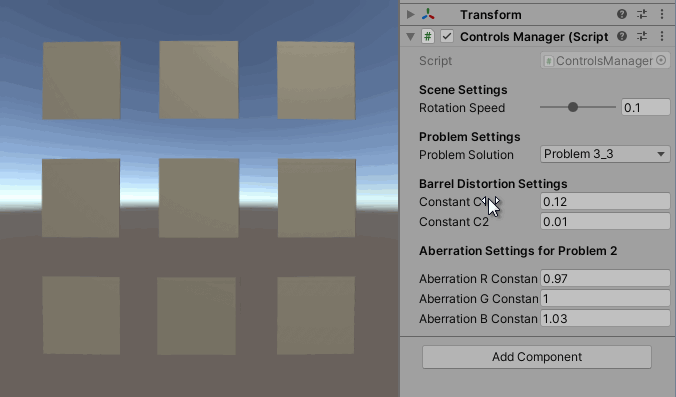 Transform
Controls Manager (Script
Script
ControlsManager
Scene Settings
Rotation Speed 0.1
Problem Settings
Problem Solution Problem 3_3
Barrel Distortion Settings
Constant C 0.12
Constant C2 0.01
Aberration Settings for Problem 2
Aberration R Constan 0.97
Aberration G Constan 1
Aberration B Constan 1.03
Add Component